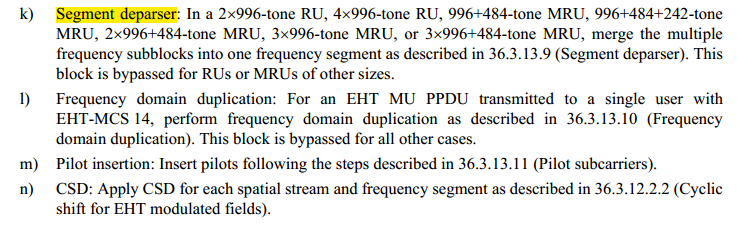 k) Segment deparser: In a 2×996-tone RU, 4×996-tone RU, 996+484-tone MRU, 996+484+242-tone
MRU, 2×996+484-tone MRU, 3×996-tone MRU, or 3×996+484-tone MRU, merge the multiple
frequency subblocks into one frequency segment as described in 36.3.13.9 (Segment deparser). This
block is bypassed for RUs or MRUs of other sizes.
l) Frequency domain duplication: For an EHT MU PPDU transmitted to a single user with
EHT-MCS 14, perform frequency domain duplication as described in 36.3.13.10 (Frequency
domain duplication). This block is bypassed for all other cases.
m) Pilot insertion: Insert pilots following the steps described in 36.3.13.11 (Pilot subcarriers).
n) CSD: Apply CSD for each spatial stream and frequency segment as described in 36.3.12.2.2 (Cyclic
shift for EHT modulated fields).